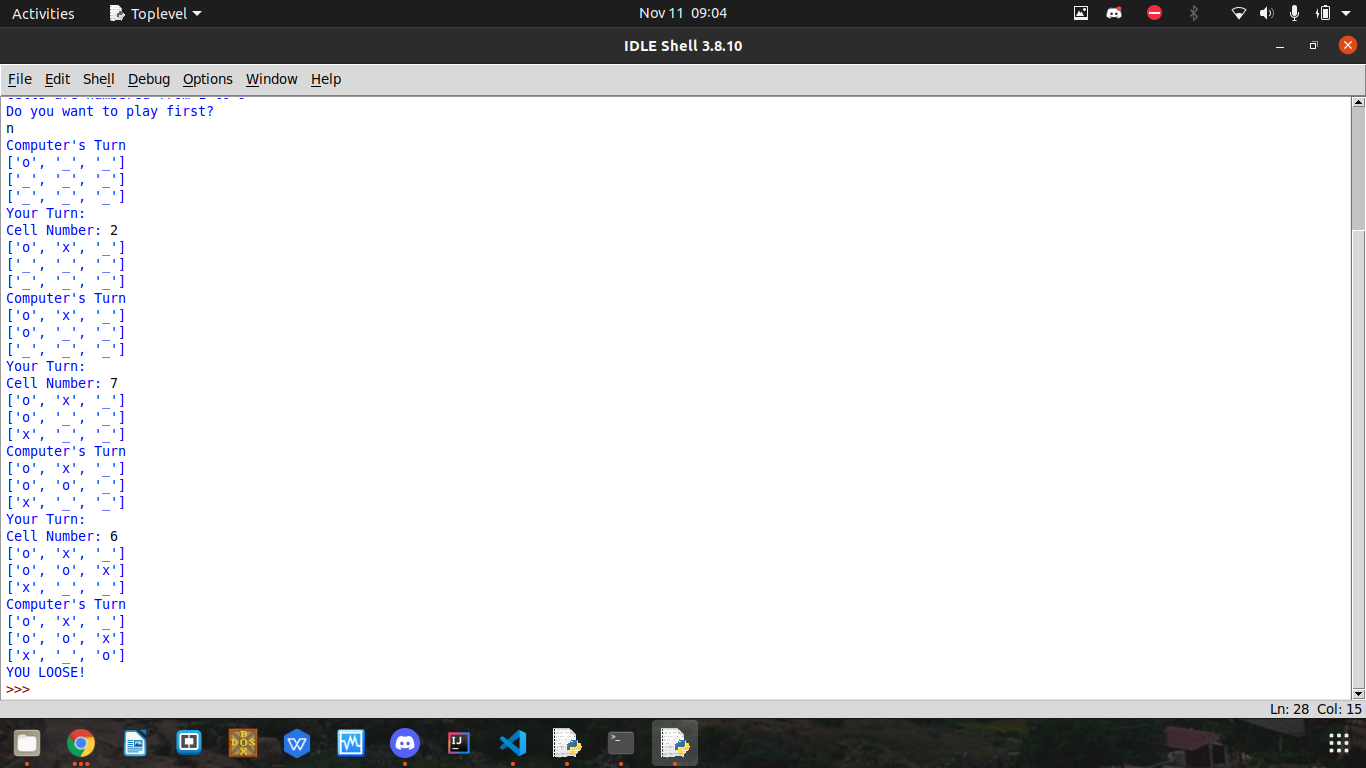 Activities Toplevel Nov 11 09:04
IDLE Shell 3.8.10
File Edit Shell Debug Options Window Help
Do you want to play first?
n
Computer's Turn
['o', '_', '_']
['_', '_', '_']
['_', '_', '_']
Your Turn:
Cell Number: 2
['o', 'x', '_']
['_', '_', '_']
['_', '_', '_']
Computer's Turn
['o', 'x', '_']
['o', '_', '_']
['_', '_', '_']
Your Turn:
Cell Number: 7
['o', 'x', '_']
['o', '_', '_']
['x', '_', '_']
Computer's Turn
['o', 'x', '_']
['o', 'o', '_']
['x', '_', '_']
Your Turn:
Cell Number: 6
['o', 'x', '_']
['o', 'o', 'x']
['x', '_', '_']
Computer's Turn
['o', 'x', '_']
['o', 'o', 'x']
['x', '_', 'o']
YOU LOOSE!
>>>
Ln: 28 Col: 15